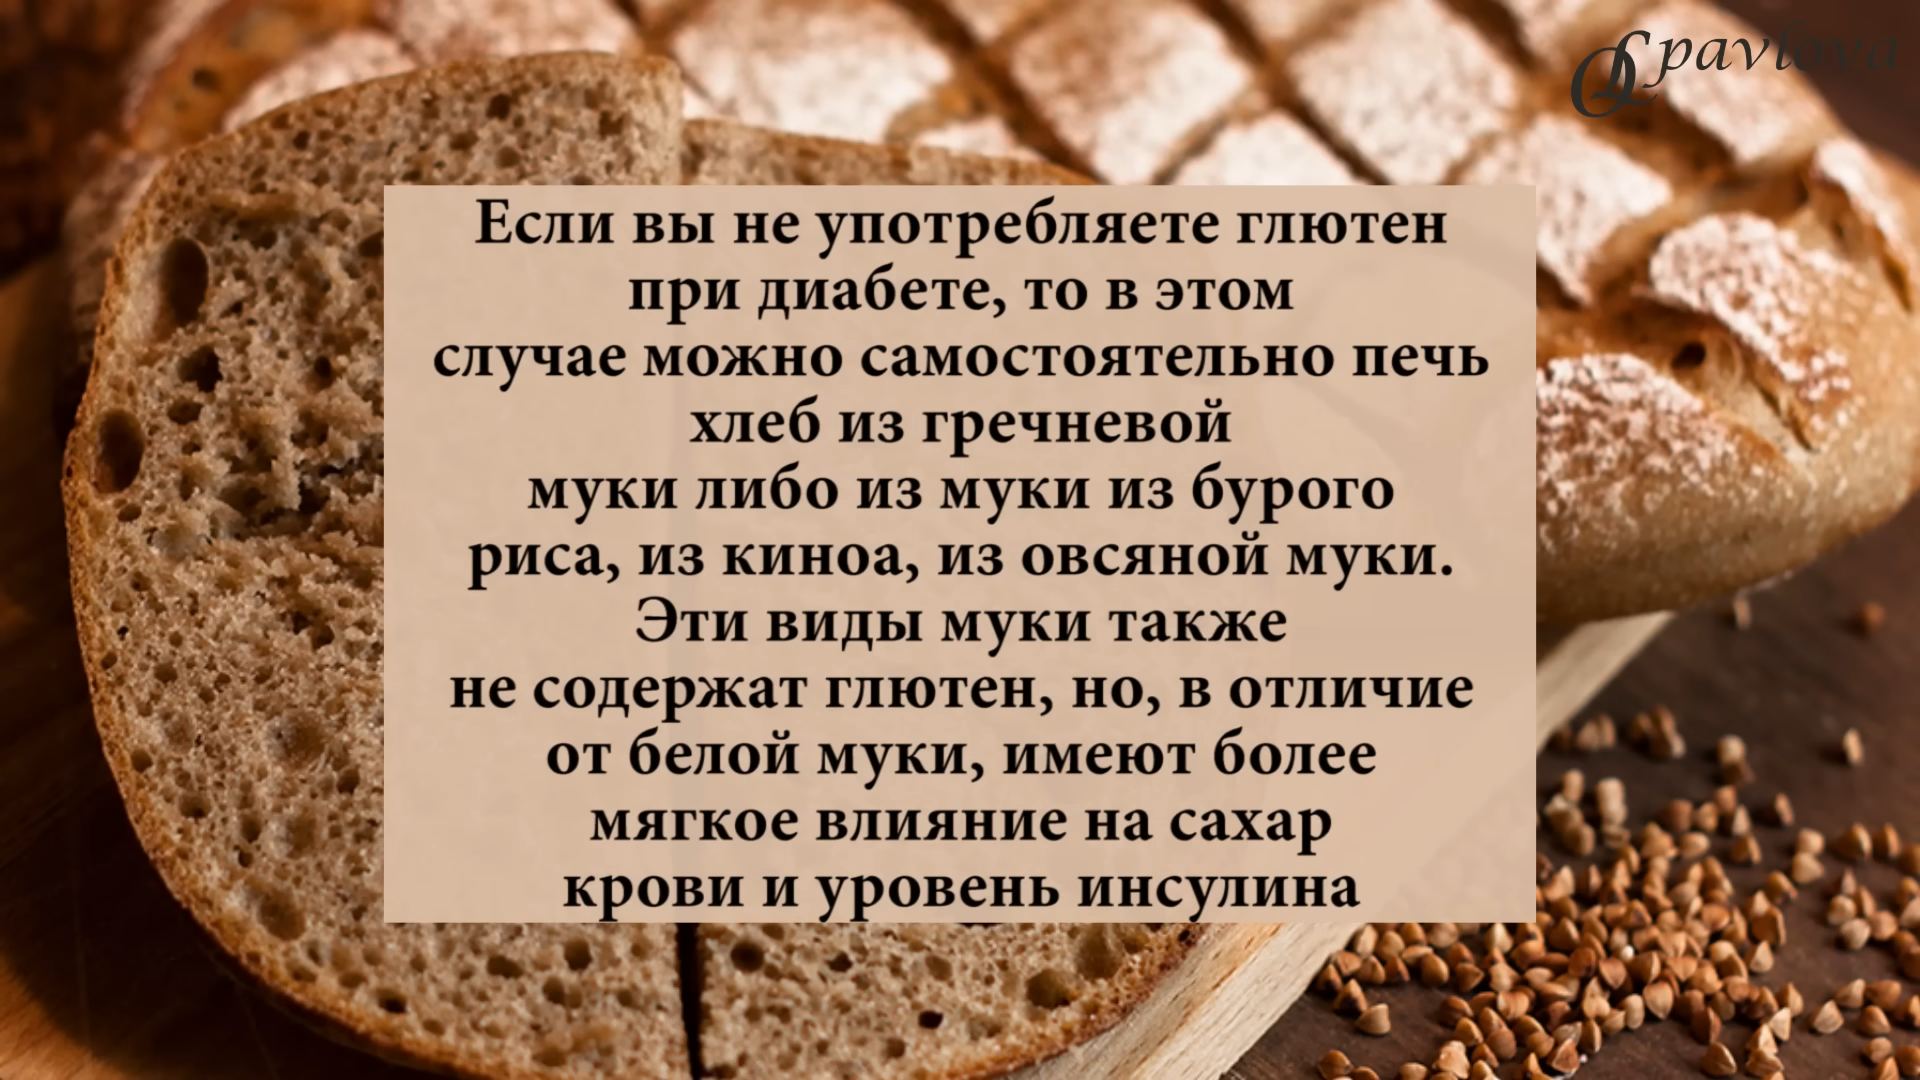 pavlova
Если вы не употребляете глютен
при диабете, то в этом
случае можно самостоятельно печь
хлеб из гречневой
муки либо из муки из бурого
риса, из киноа, из овсяной муки.
Эти виды муки также
не содержат глютен, но, в отличие
от белой муки, имеют более
мягкое влияние на сахар
крови и уровень инсулина